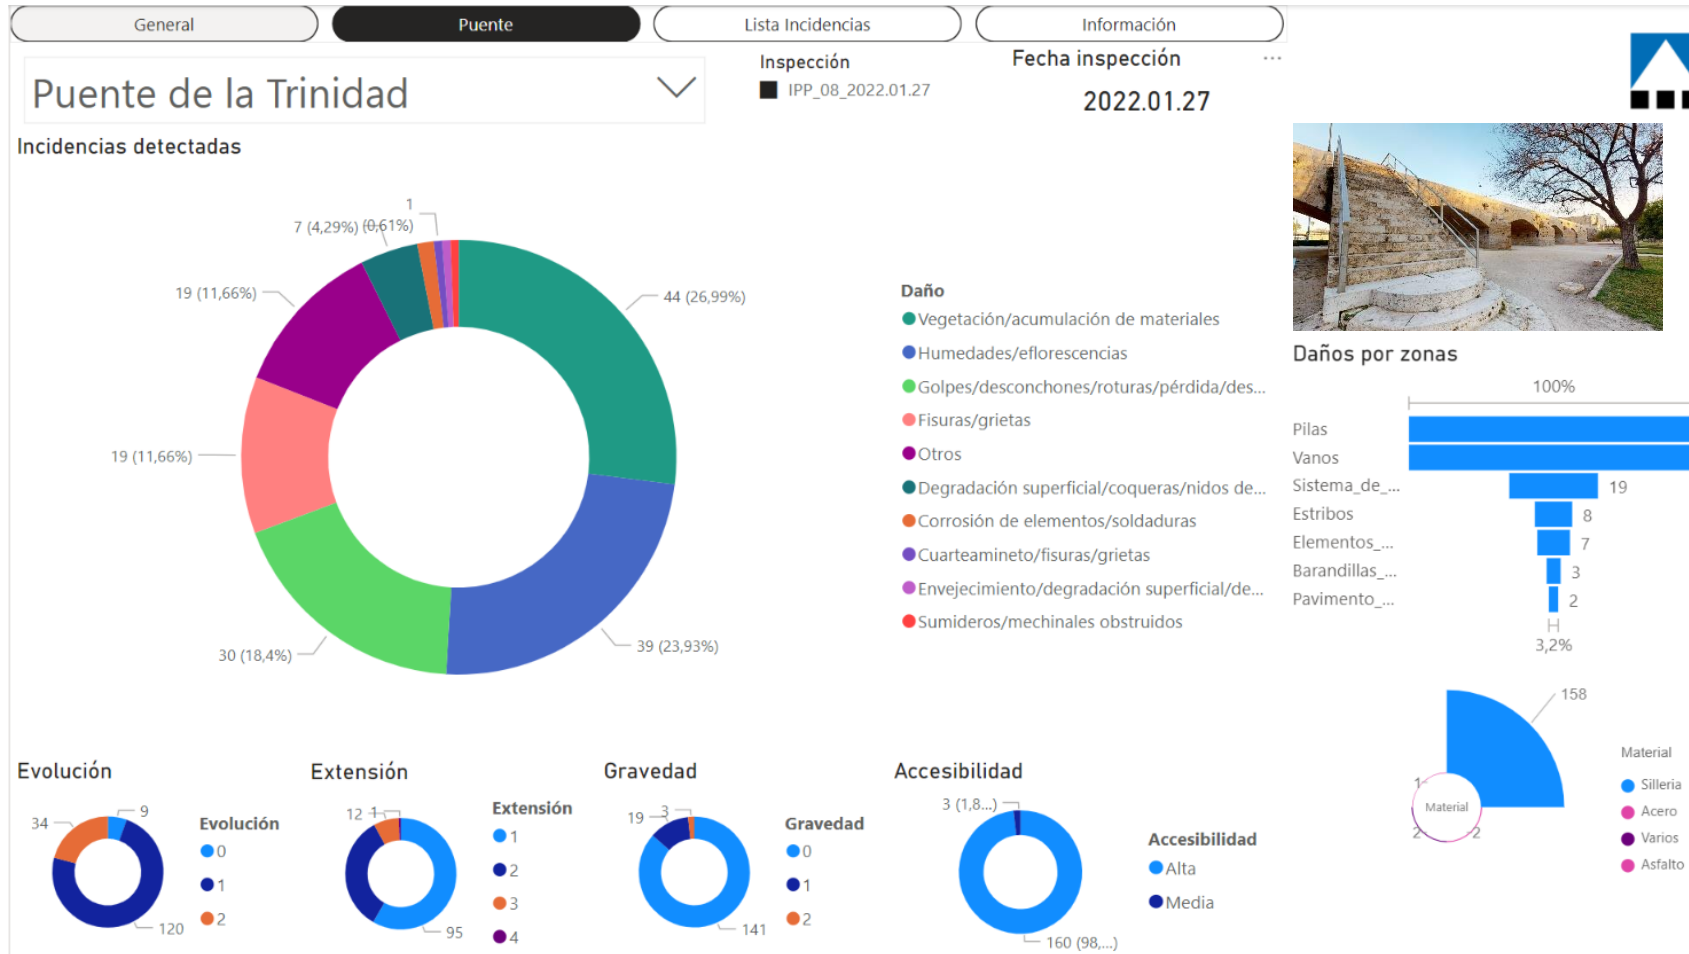 General
Puente
Lista Incidencias
Información
Puente de la Trinidad
Inspección
IPP_08_2022.01.27
Fecha inspección
2022.01.27
Incidencias detectadas
1
7 (4,29%)
(0,61%)
19 (11,66%)
44 (26,99%)
19 (11,66%)
30 (18,4%)
39 (23,93%)
Daño
Vegetación/acumulación de materiales
Humedades/eflorescencias
Golpes/desconchones/roturas/pérdida/des...
Fisuras/grietas
Otros
Degradación superficial/coqueras/nidos de...
Corrosión de elementos/soldaduras
Cuarteamineto/fisuras/grietas
Envejecimiento/degradación superficial/de...
Sumideros/mechinales obstruidos
Daños por zonas
100%
Pilas
Vanos
Sistema_de_...
19
Estribos
8
Elementos_...
7
Barandillas_...
3
Pavimento_...
2
3,2%
158
Material
1
2
2
Material
Silleria
Acero
Varios
Asfalto
Evolución
34
9
120
Evolución
0
1
2
Extensión
12
1
95
Extensión
1
2
3
4
Gravedad
19
3
141
Gravedad
0
1
2
Accesibilidad
3 (1,8...)
160 (98,...)
Accesibilidad
Alta
Media